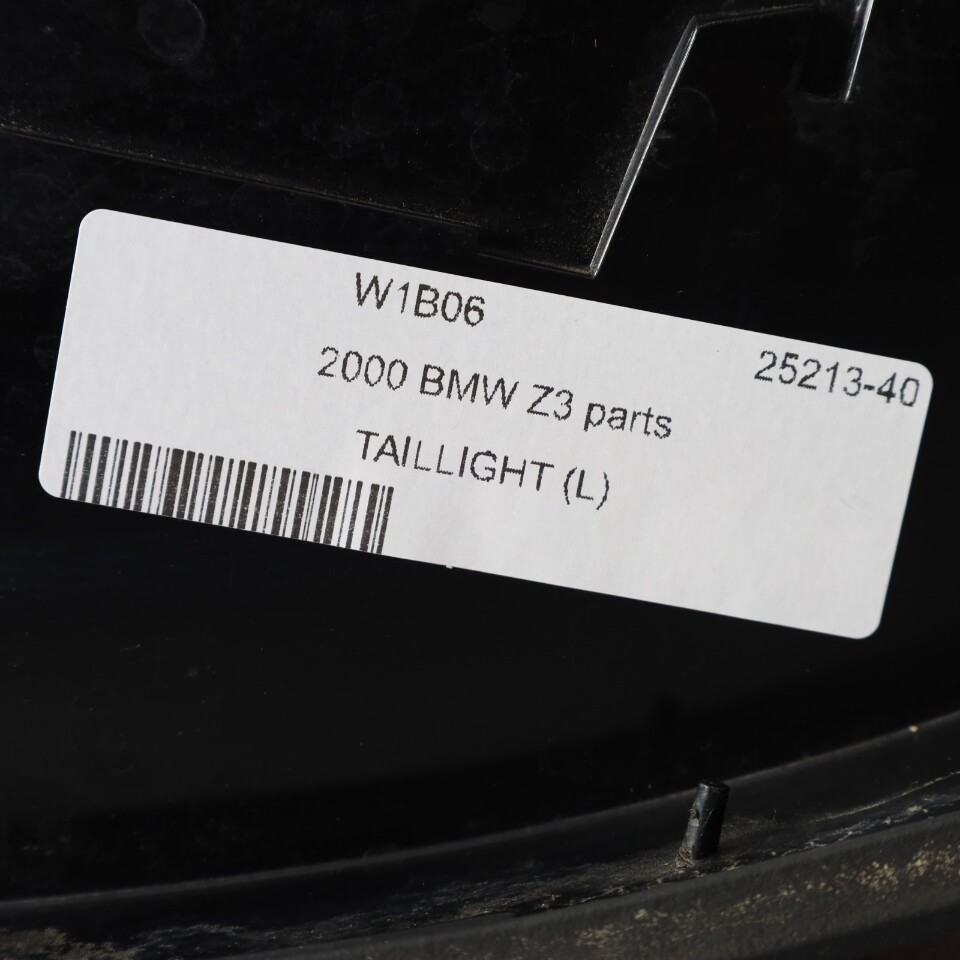 W1B06
25213-40
2000 BMW Z3 parts
TAILLIGHT (L)